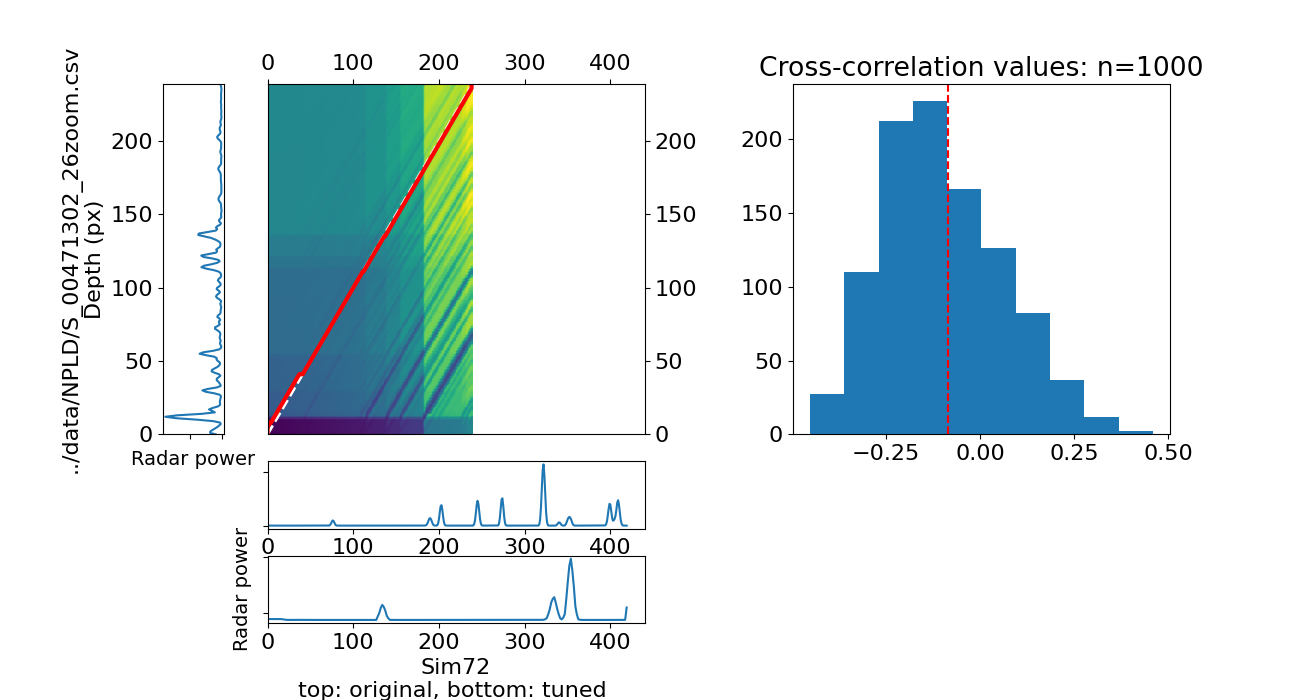 0 100 200 300 400
Cross-correlation values: n=1000
../data/NPLD/S_00471302_26zoom.csv
Depth (px)
200
150
100
50
0
200
150
100
50
0
200
150
100
50
0
−0.25 0.00 0.25 0.50
Radar power
0 100 200 300 400
Radar power
0 100 200 300 400
Sim72
top: original, bottom: tuned